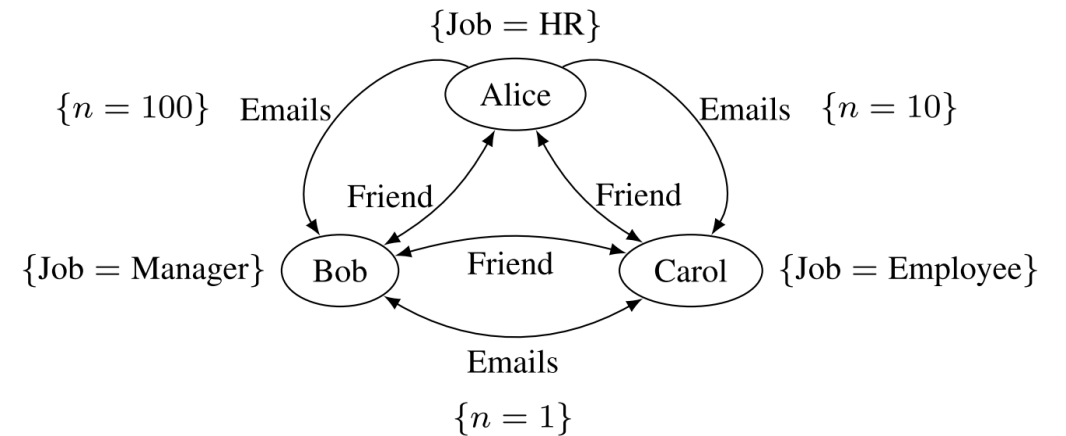 {Job = HR}
Alice
{n = 100} Emails
Emails {n = 10}
Friend
Friend
{Job = Manager}
Bob
Friend
Carol
{Job = Employee}
Emails
{n = 1}